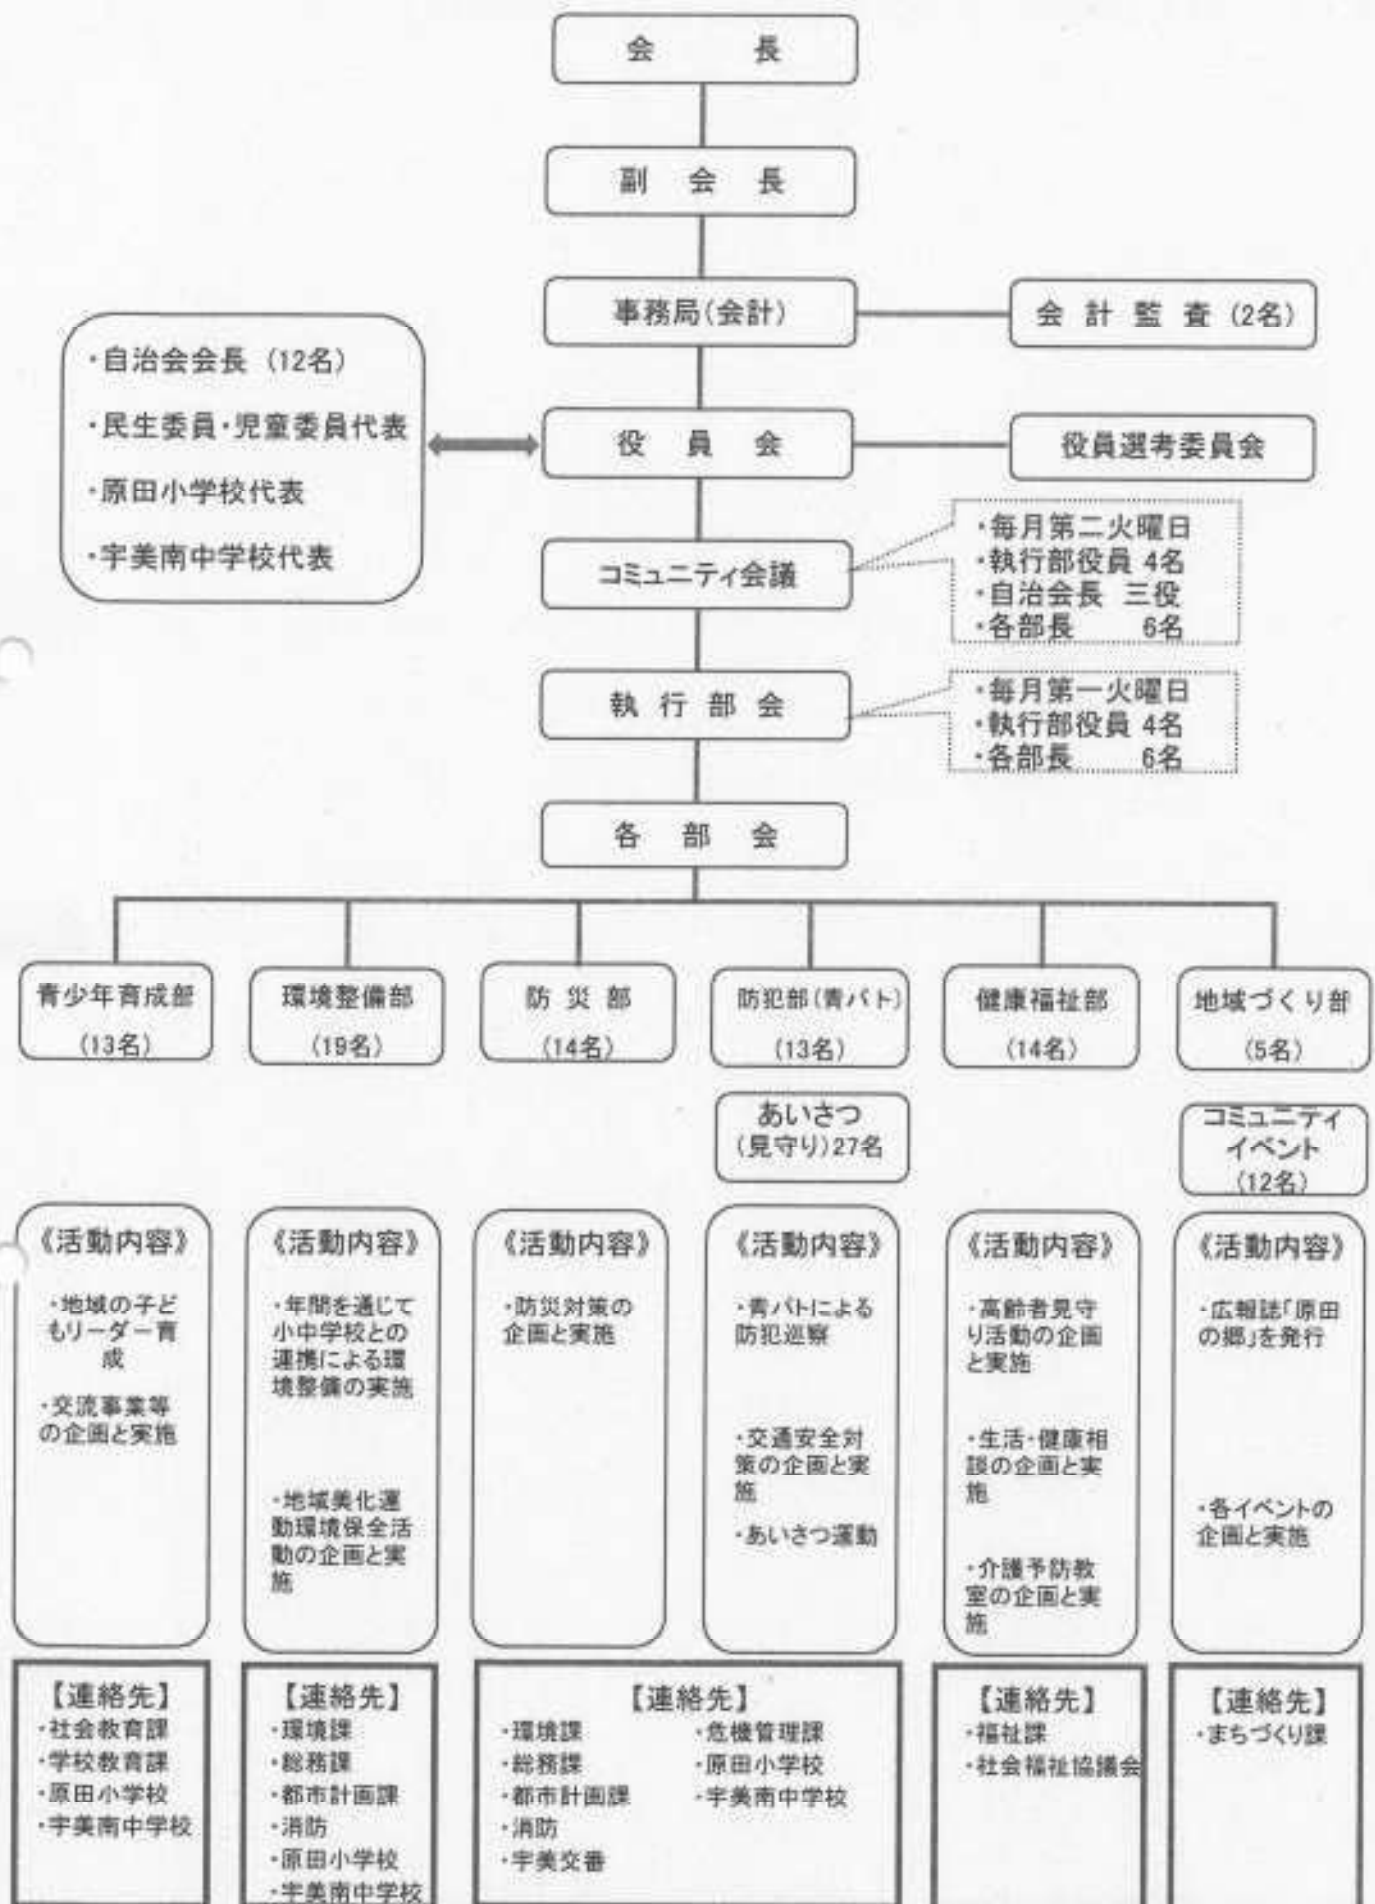 会長
副会長
事務局(会計)
会計監査(2名)
・自治会会長(12名)
・民生委員・児童委員代表
・原田小学校代表
・宇美南中学校代表
役員会
役員選考委員会
コミュニティ会議
・毎月第二火曜日
・執行部役員 4名
・自治会長 三役
・各部長 6名
執行部会
・毎月第一火曜日
・執行部役員 4名
・各部長 6名
各部会
青少年育成部
(13名)
環境整備部
(19名)
防災部
(14名)
防犯部(青パト)
(13名)
健康福祉部
(14名)
地域づくり部
(5名)
あいさつ
(見守り)27名
コミュニティ
イベント
(12名)
《活動内容》
・地域の子ど
もリーダー育
成
・交流事業等
の企画と実施
《活動内容》
・年間を通じて
小中学校との
連携による環
境整備の実施
・地域美化運
動環境保全活
動の企画と実
施
《活動内容》
・防災対策の
企画と実施
《活動内容》
・青パトによる
防犯巡察
・交通安全対
策の企画と実
施
・あいさつ運動
《活動内容》
・高齢者見守
り活動の企画
と実施
・生活・健康相
談の企画と実
施
・介護予防教
室の企画と実
施
《活動内容》
・広報誌「原田
の郷」を発行
・各イベントの
企画と実施
【連絡先】
・社会教育課
・学校教育課
・原田小学校
・宇美南中学校
【連絡先】
・環境課
・総務課
・都市計画課
・消防
・原田小学校
・宇美南中学校
【連絡先】
・環境課
・総務課
・都市計画課
・消防
・宇美交番
・危機管理課
・原田小学校
・宇美南中学校
【連絡先】
・福祉課
・社会福祉協議会
【連絡先】
・まちづくり課